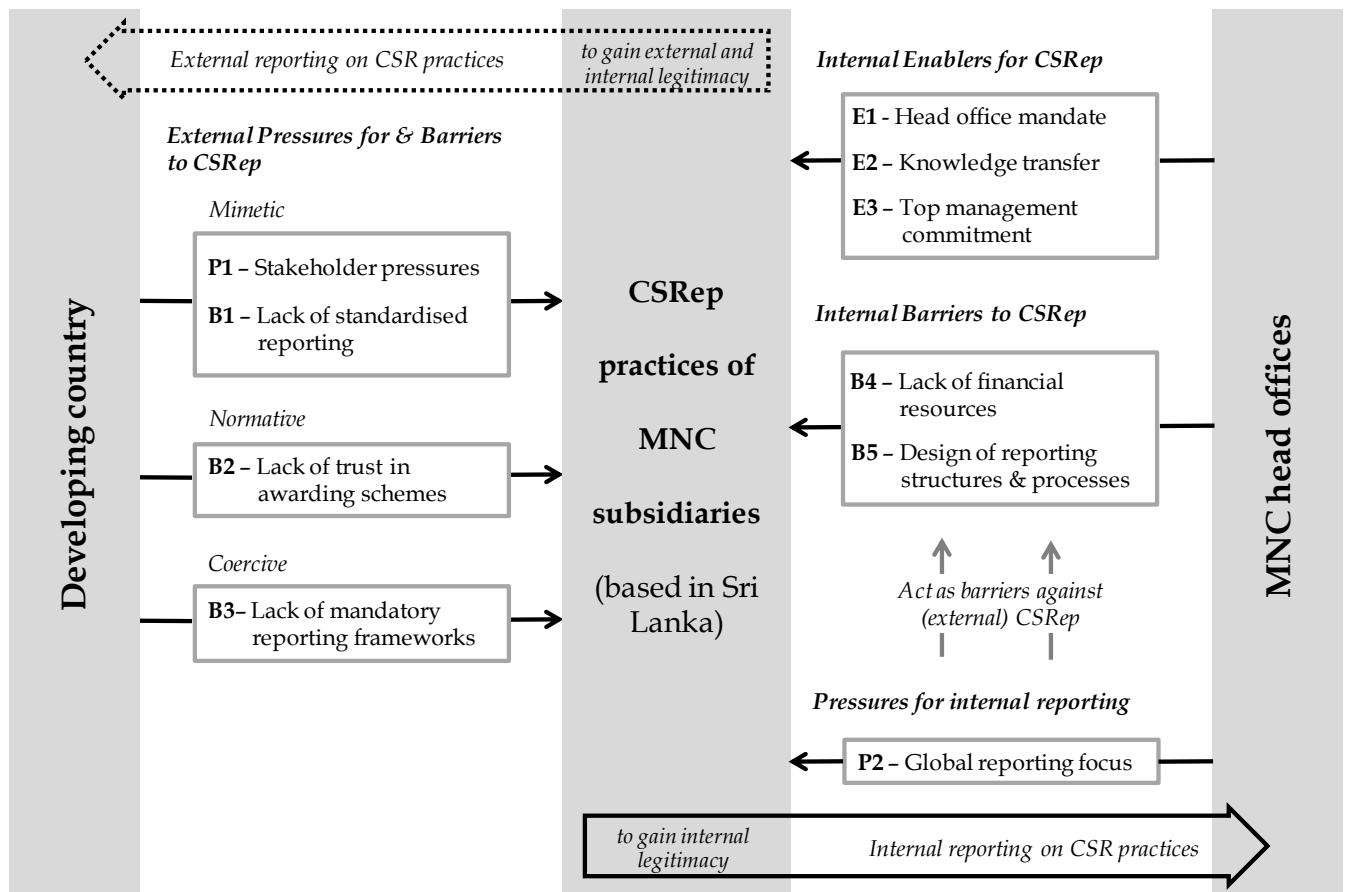 External reporting on CSR practices
to gain external and
internal legitimacy
External Pressures for & Barriers
to CSRep
Mimetic
P1 – Stakeholder pressures
B1 – Lack of standardised
reporting
Normative
B2 – Lack of trust in
awarding schemes
Coercive
B3– Lack of mandatory
reporting frameworks
Developing country
CSRep
practices of
MNC
subsidiaries
(based in Sri
Lanka)
Internal Enablers for CSRep
E1 - Head office mandate
E2 – Knowledge transfer
E3 – Top management
commitment
Internal Barriers to CSRep
B4 – Lack of financial
resources
B5 – Design of reporting
structures & processes
Act as barriers against
(external) CSRep
Pressures for internal reporting
P2 – Global reporting focus
MNC head offices
to gain internal
legitimacy
Internal reporting on CSR practices